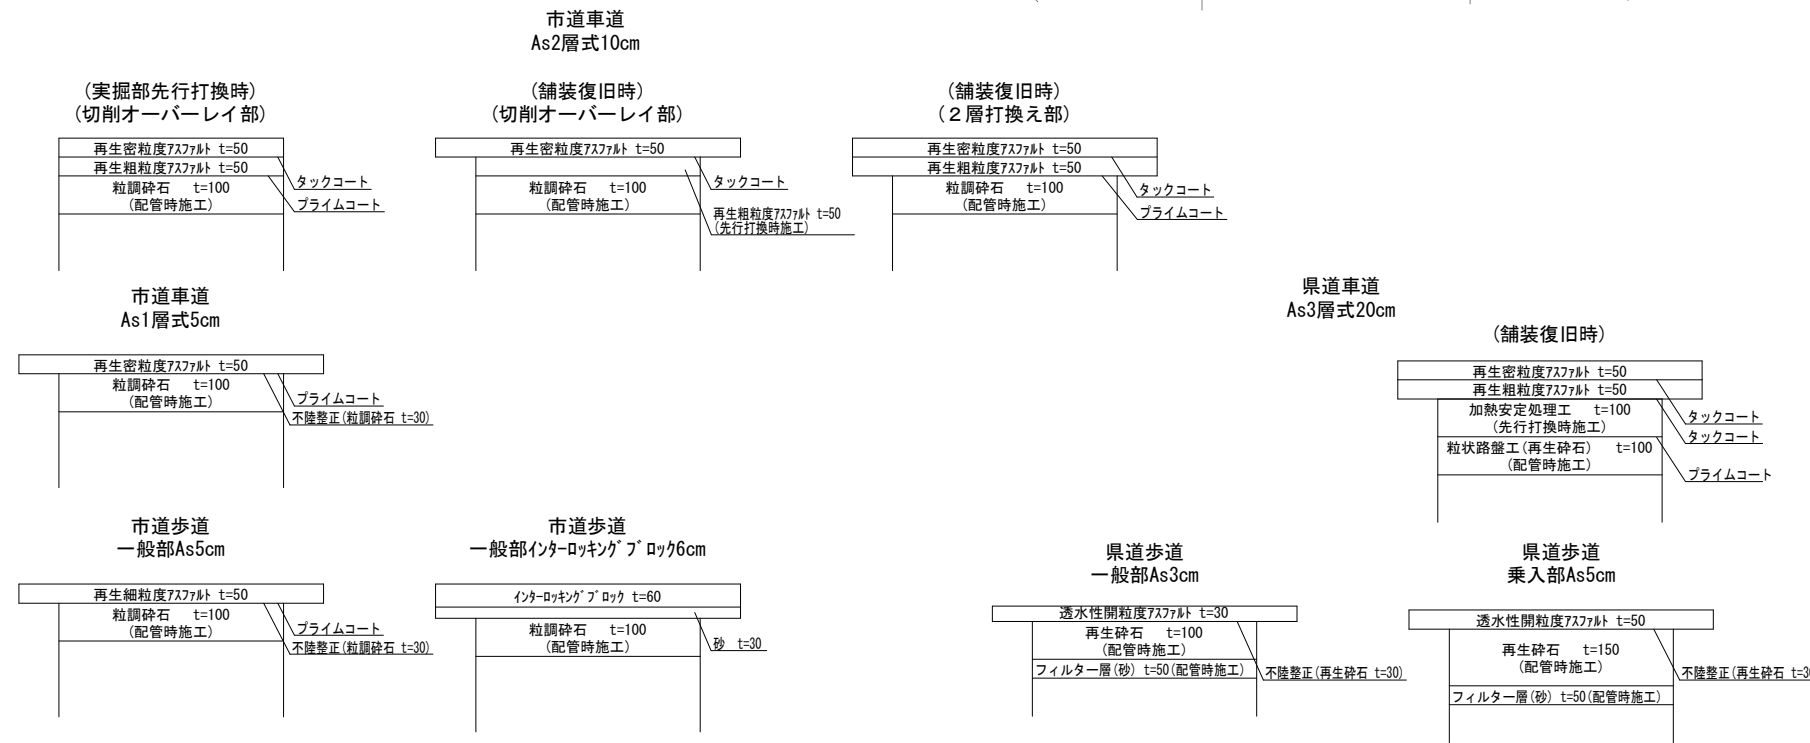 市道車道
As2層式10cm
(実掘部先行打換時)
(切削オーバーレイ部)
再生密粒度アスファルト t=50
再生粗粒度アスファルト t=50
粒調砕石 t=100
(配管時施工)
タックコート
プライムコート
(舗装復旧時)
(切削オーバーレイ部)
再生密粒度アスファルト t=50
粒調砕石 t=100
(配管時施工)
タックコート
再生粗粒度アスファルト t=50
(先行打換時施工)
(舗装復旧時)
(２層打換え部)
再生密粒度アスファルト t=50
再生粗粒度アスファルト t=50
粒調砕石 t=100
(配管時施工)
タックコート
プライムコート
市道車道
As1層式5cm
再生密粒度アスファルト t=50
粒調砕石 t=100
(配管時施工)
プライムコート
不陸整正(粒調砕石 t=30)
県道車道
As3層式20cm
(舗装復旧時)
再生密粒度アスファルト t=50
再生粗粒度アスファルト t=50
加熱安定処理工 t=100
(先行打換時施工)
粒状路盤工(再生砕石) t=100
(配管時施工)
タックコート
タックコート
プライムコート
市道歩道
一般部As5cm
再生細粒度アスファルト t=50
粒調砕石 t=100
(配管時施工)
プライムコート
不陸整正(粒調砕石 t=30)
市道歩道
一般部インターロッキングブロック6cm
インターロッキングブロック t=60
粒調砕石 t=100
(配管時施工)
砂 t=30
県道歩道
一般部As3cm
透水性開粒度アスファルト t=30
再生砕石 t=100
(配管時施工)
フィルター層(砂) t=50(配管時施工)
不陸整正(再生砕石 t=30)
県道歩道
乗入部As5cm
透水性開粒度アスファルト t=50
再生砕石 t=150
(配管時施工)
フィルター層(砂) t=50(配管時施工)
不陸整正(再生砕石 t=30